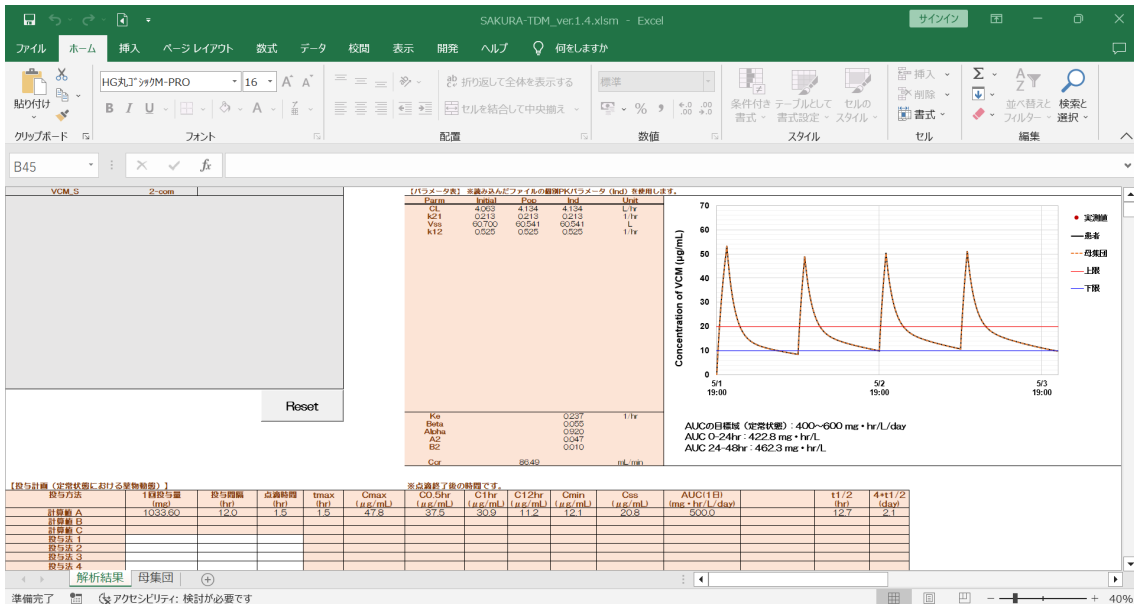 SAKURA-TDM_ver.1.4.xlsm - Excel
サインイン
ファイル ホーム 挿入 ページ レイアウト 数式 データ 校閲 表示 開発 ヘルプ 何をしますか
貼り付け
HG丸ｺﾞｼｯｸM-PRO 16
折り返して全体を表示する
標準
B I U
セルを結合して中央揃え
条件付き書式 テーブルとして書式設定 セルのスタイル
挿入
削除
書式
並べ替えとフィルター 検索と選択
クリップボード フォント 配置 数値 スタイル セル 編集
B45 fx
VCM_S 2-com
【パラメータ表】 ※読み込んだファイルの個別PKパラメータ (Ind) を使用します。
Parm Initial Pop Ind Unit
CL 4.063 4.134 4.134 L/hr
k21 0.213 0.213 0.213 1/hr
Vss 60.700 60.541 60.541 L
k12 0.525 0.525 0.525 1/hr
Ke 0.237 1/hr
Beta 0.055
Alpha 0.920
A2 0.047
B2 0.010
Ccr 86.49 mL/min
Reset
Concentration of VCM (μg/mL)
70
60
50
40
30
20
10
0
5/1 19:00
5/2 19:00
5/3 19:00
実測値
患者
母集団
上限
下限
AUCの目標域（定常状態）：400～600 mg・hr/L/day
AUC 0-24hr：422.8 mg・hr/L
AUC 24-48hr：462.3 mg・hr/L
【投与計画（定常状態における薬物動態）】 ※点滴終了後の時間です。
投与方法 1回投与量 (mg) 投与間隔 (hr) 点滴時間 (hr) tmax (hr) Cmax (μg/mL) C0.5hr (μg/mL) C1hr (μg/mL) C12hr (μg/mL) Cmin (μg/mL) Css (μg/mL) AUC(1日) (mg・hr/L/day) t1/2 (hr) 4*t1/2 (day)
計算値 A 1033.60 12.0 1.5 1.5 47.8 37.5 30.9 11.2 12.1 20.8 500.0 12.7 2.1
計算値 B
計算値 C
投与法 1
投与法 2
投与法 3
投与法 4
解析結果 母集団
準備完了 アクセシビリティ: 検討が必要です 40%